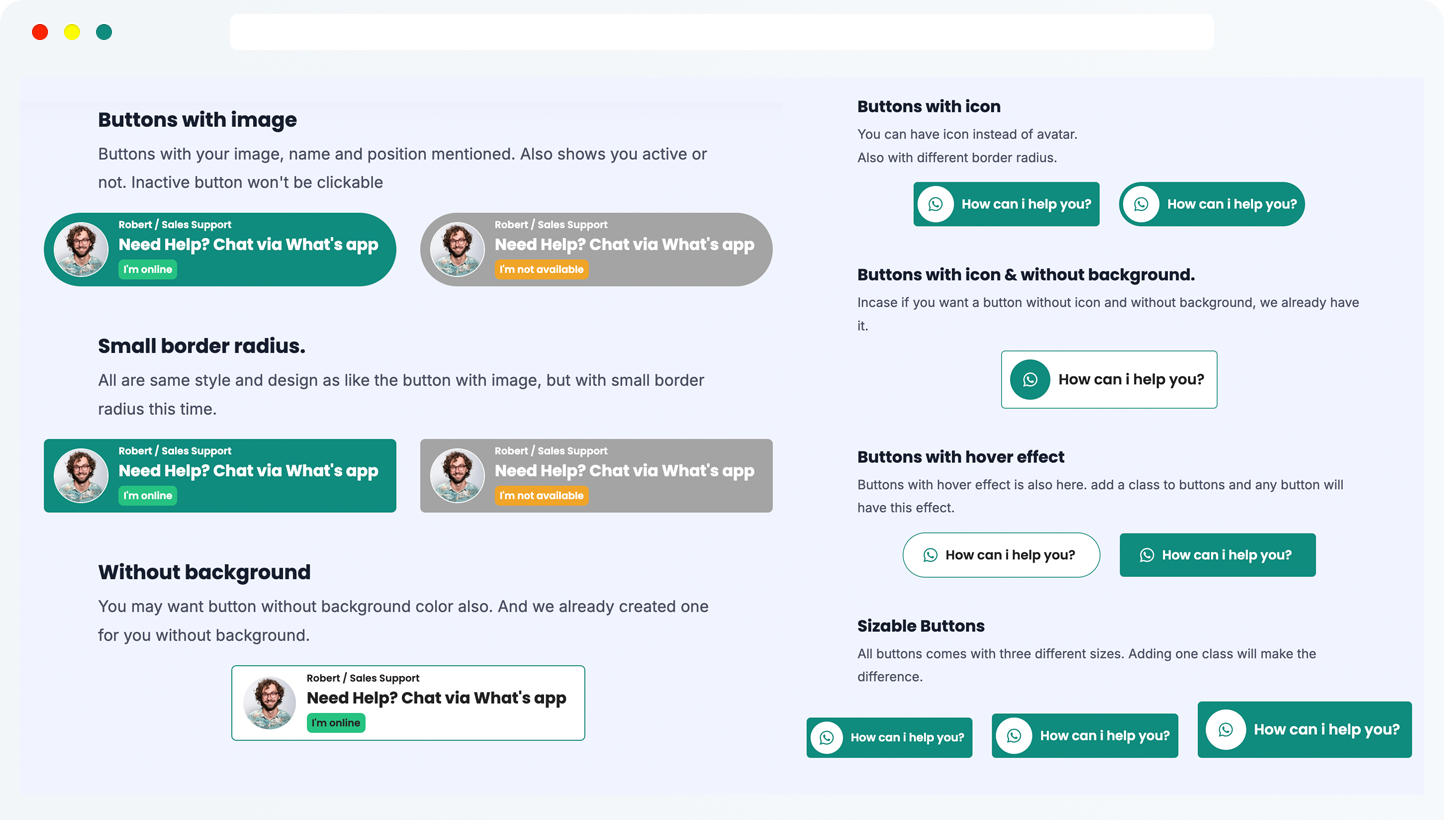 Buttons with image
Buttons with your image, name and position mentioned. Also shows you active or
not. Inactive button won't be clickable
Robert / Sales Support
Need Help? Chat via What's app
I'm online
Robert / Sales Support
Need Help? Chat via What's app
I'm not available
Small border radius.
All are same style and design as like the button with image, but with small border
radius this time.
Robert / Sales Support
Need Help? Chat via What's app
I'm online
Robert / Sales Support
Need Help? Chat via What's app
I'm not available
Without background
You may want button without background color also. And we already created one
for you without background.
Robert / Sales Support
Need Help? Chat via What's app
I'm online
Buttons with icon
You can have icon instead of avatar.
Also with different border radius.
How can i help you?
How can i help you?
Buttons with icon & without background.
Incase if you want a button without icon and without background, we already have
it.
How can i help you?
Buttons with hover effect
Buttons with hover effect is also here. add a class to buttons and any button will
have this effect.
How can i help you?
How can i help you?
Sizable Buttons
All buttons comes with three different sizes. Adding one class will make the
difference.
How can i help you?
How can i help you?
How can i help you?